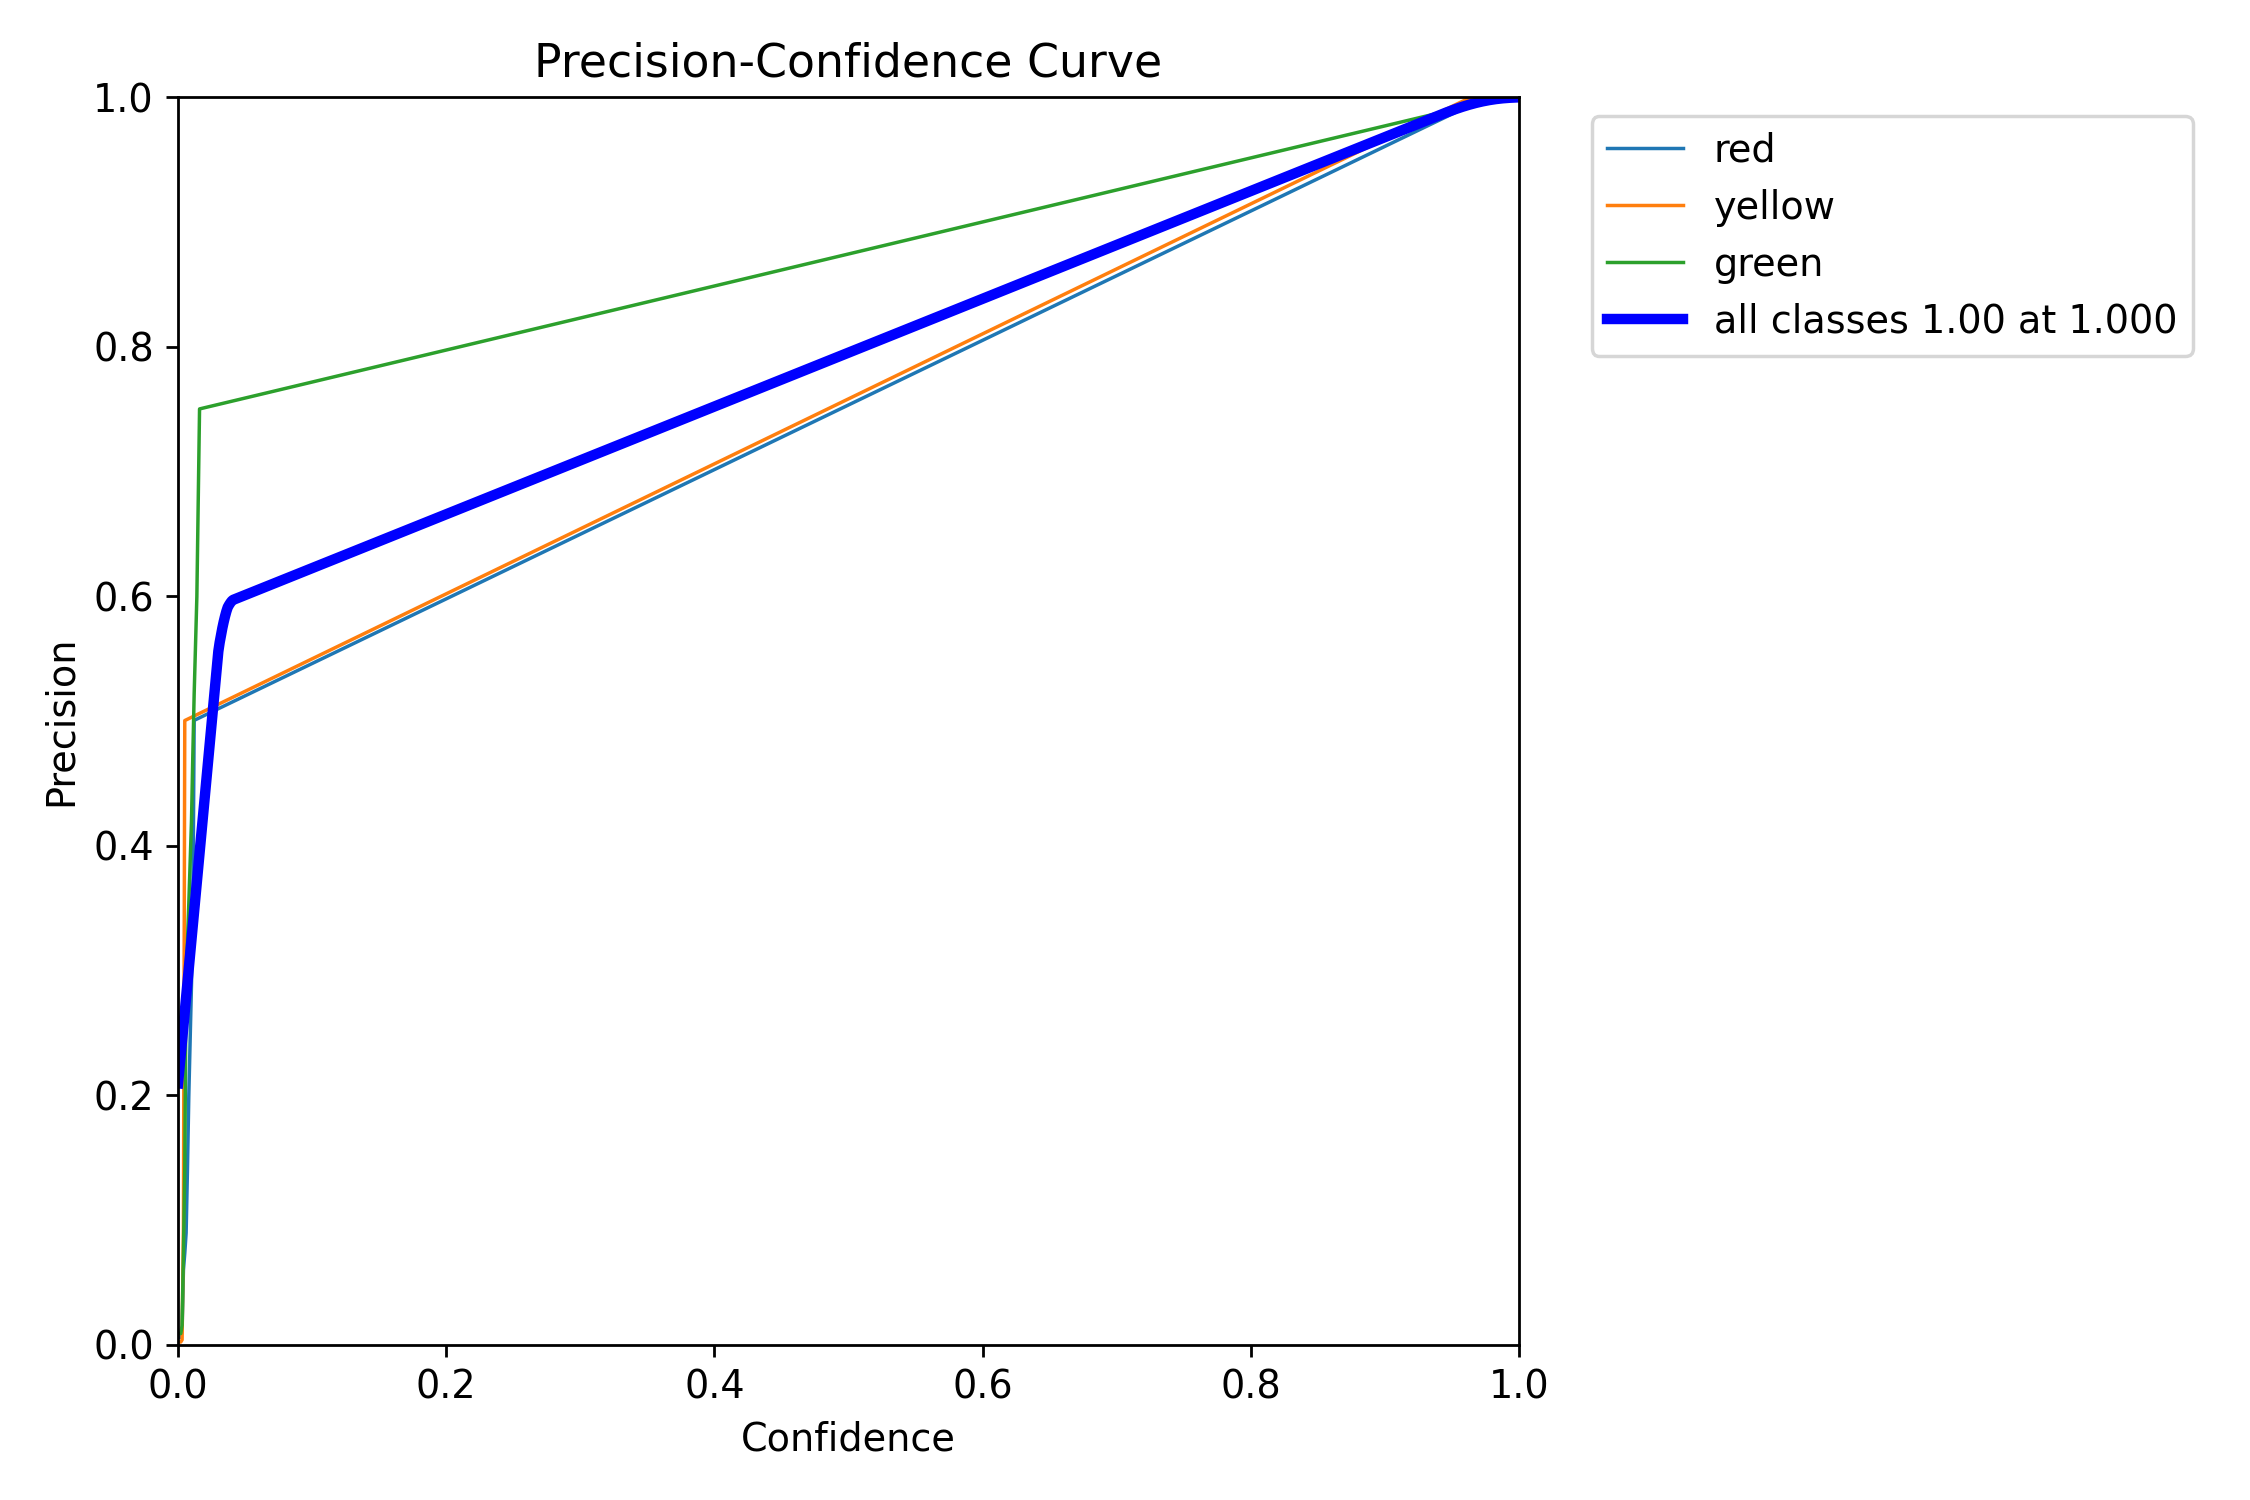 Precision-Confidence Curve
1.0
0.8
0.6
0.4
0.2
0.0
Precision
0.0 0.2 0.4 0.6 0.8 1.0
Confidence
red
yellow
green
all classes 1.00 at 1.000